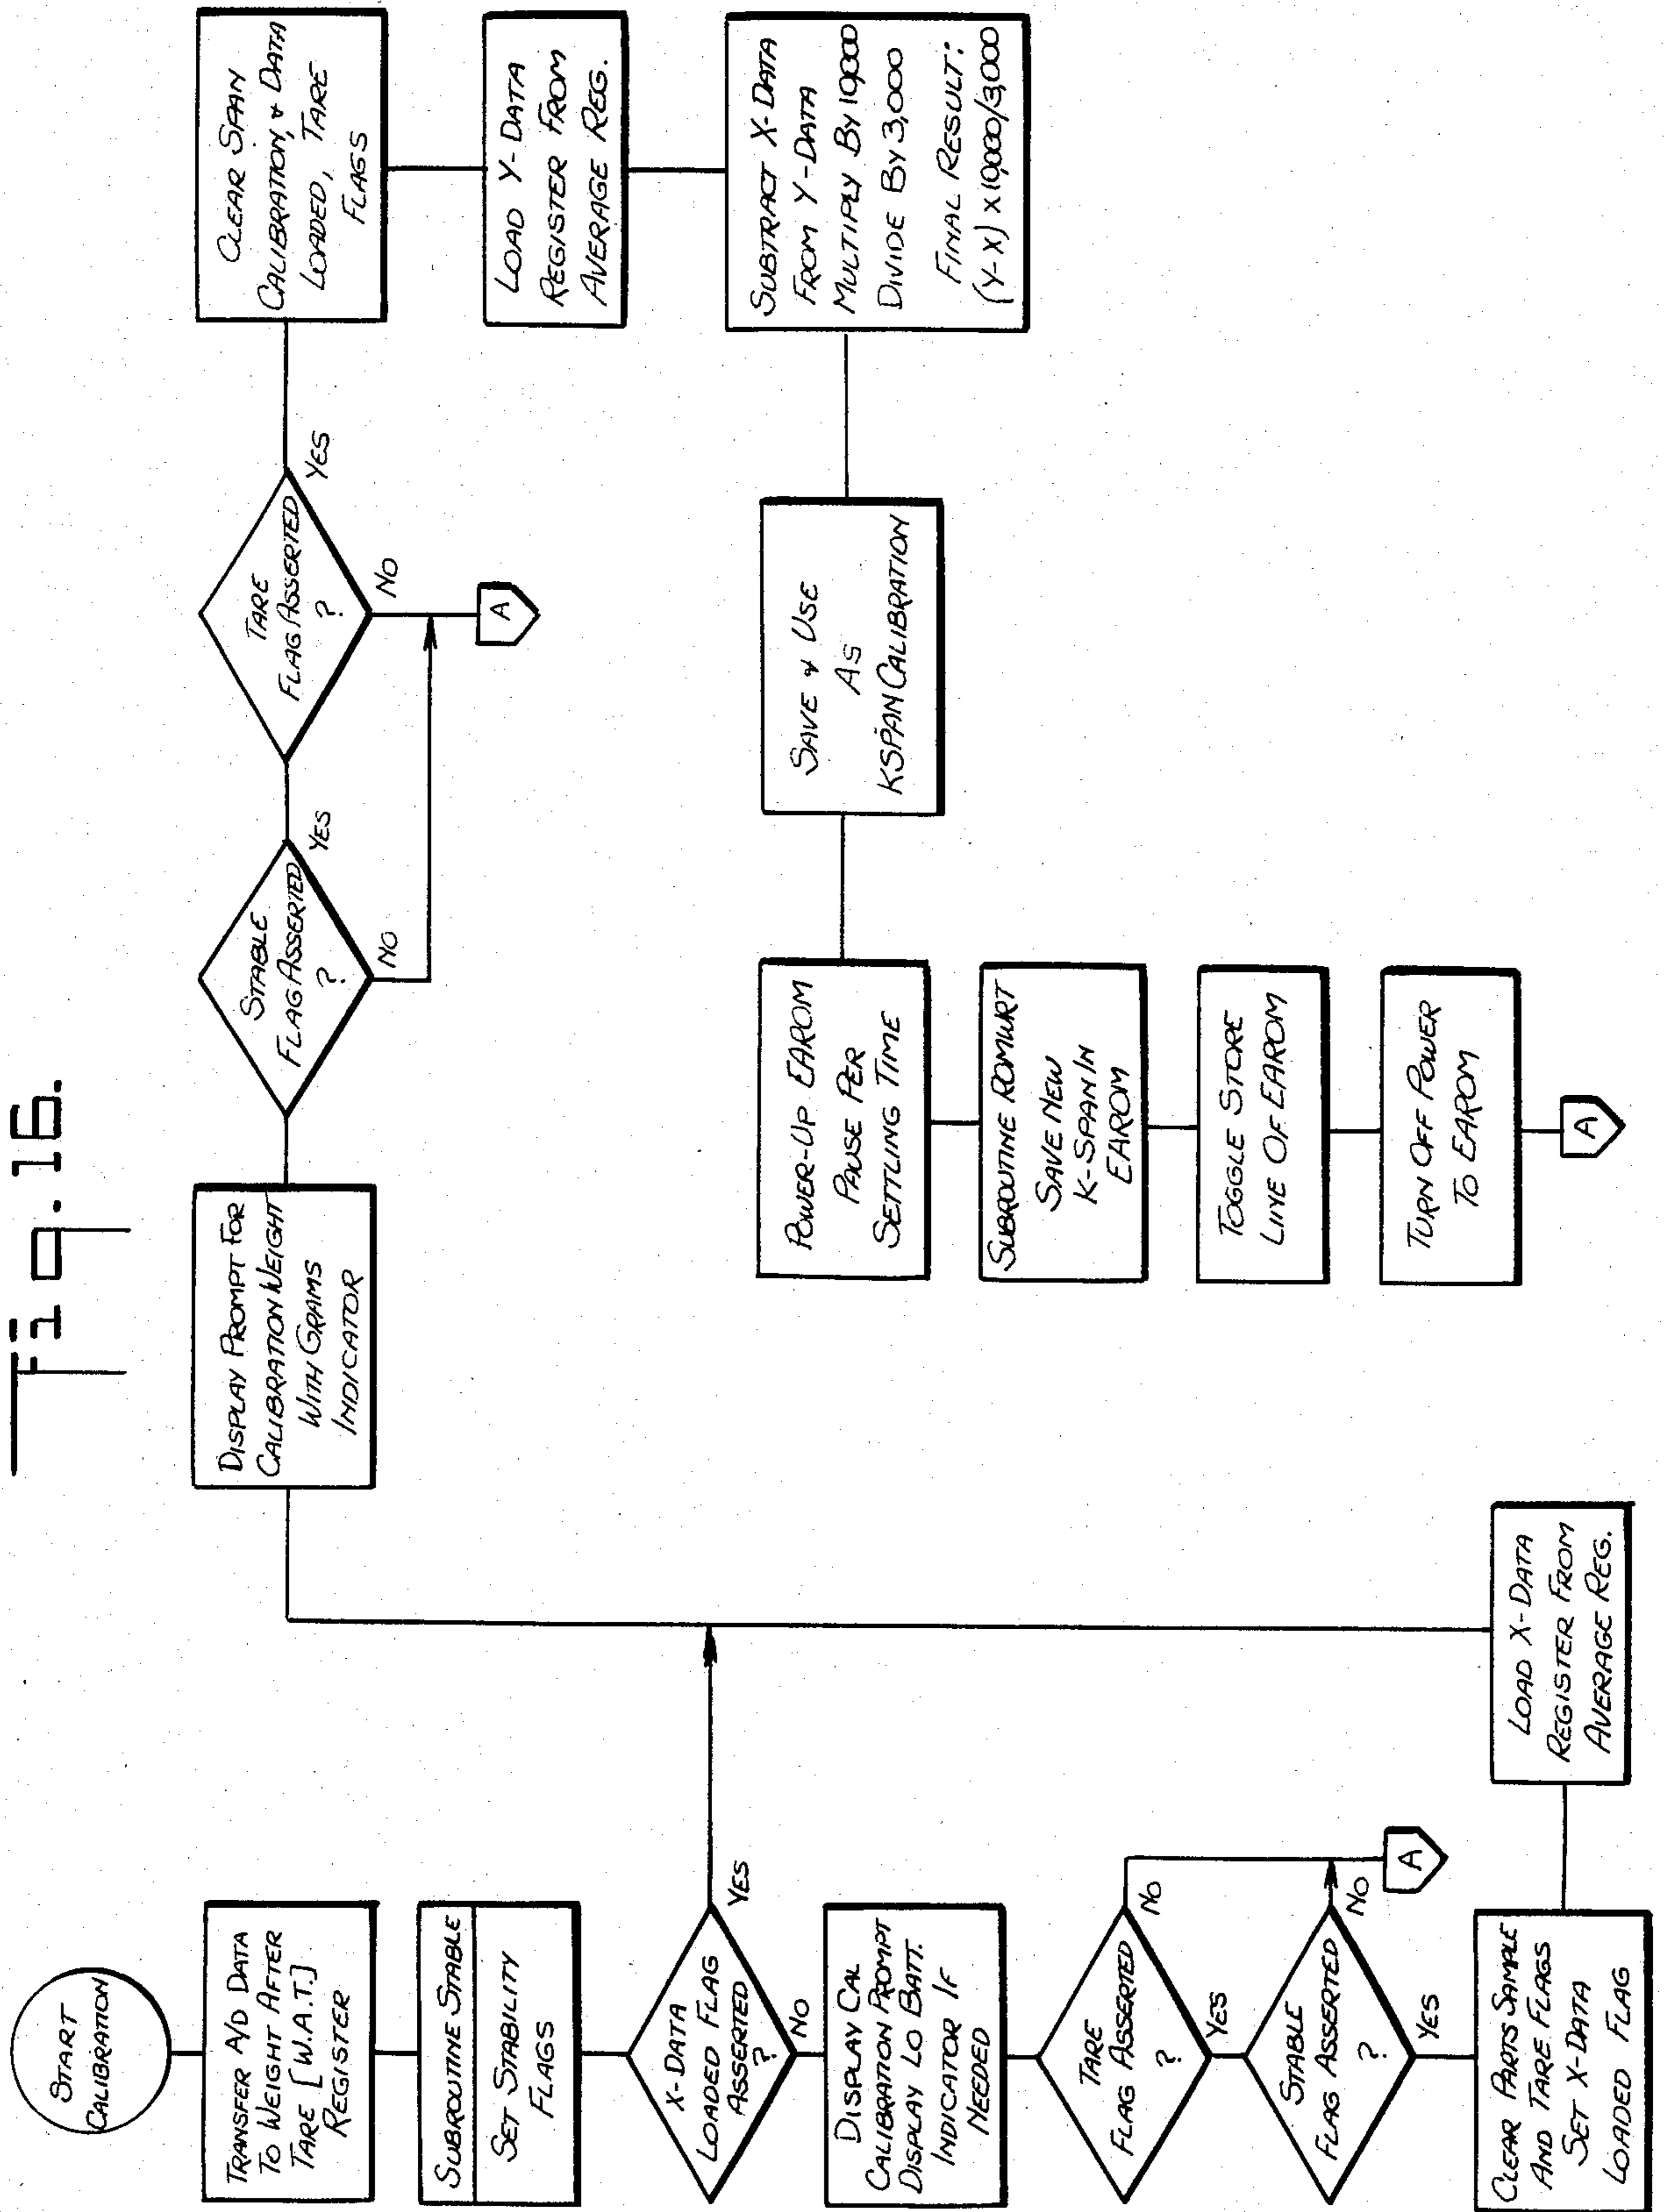 Fig. 16.
START
CALIBRATION
TRANSFER A/D DATA
TO WEIGHT AFTER
TARE [W.A.T.]
REGISTER
SUBROUTINE STABLE
SET STABILITY
FLAGS
X-DATA
LOADED FLAG
ASSERTED
?
YES
NO
DISPLAY CAL
CALIBRATION PROMPT
DISPLAY LO BATT.
INDICATOR IF
NEEDED
TARE
FLAG ASSERTED
?
NO
YES
STABLE
FLAG ASSERTED
?
NO
A
YES
CLEAR PARTS SAMPLE
AND TARE FLAGS
SET X-DATA
LOADED FLAG
LOAD X-DATA
REGISTER FROM
AVERAGE REG.
DISPLAY PROMPT FOR
CALIBRATION WEIGHT
WITH GRAMS
INDICATOR
STABLE
FLAG ASSERTED
?
YES
NO
TARE
FLAG ASSERTED
?
YES
NO
A
CLEAR SPAN
CALIBRATION, & DATA
LOADED, TARE
FLAGS
LOAD Y-DATA
REGISTER FROM
AVERAGE REG.
SUBTRACT X-DATA
FROM Y-DATA
MULTIPLY BY 10,000
DIVIDE BY 3,000
FINAL RESULT:
(Y-X) X 10,000/3,000
SAVE & USE
AS
KSPAN CALIBRATION
POWER-UP EAROM
PAUSE PER
SETTLING TIME
SUBROUTINE ROMWRT
SAVE NEW
K-SPAN IN
EAROM
TOGGLE STORE
LINE OF EAROM
TURN OFF POWER
TO EAROM
A